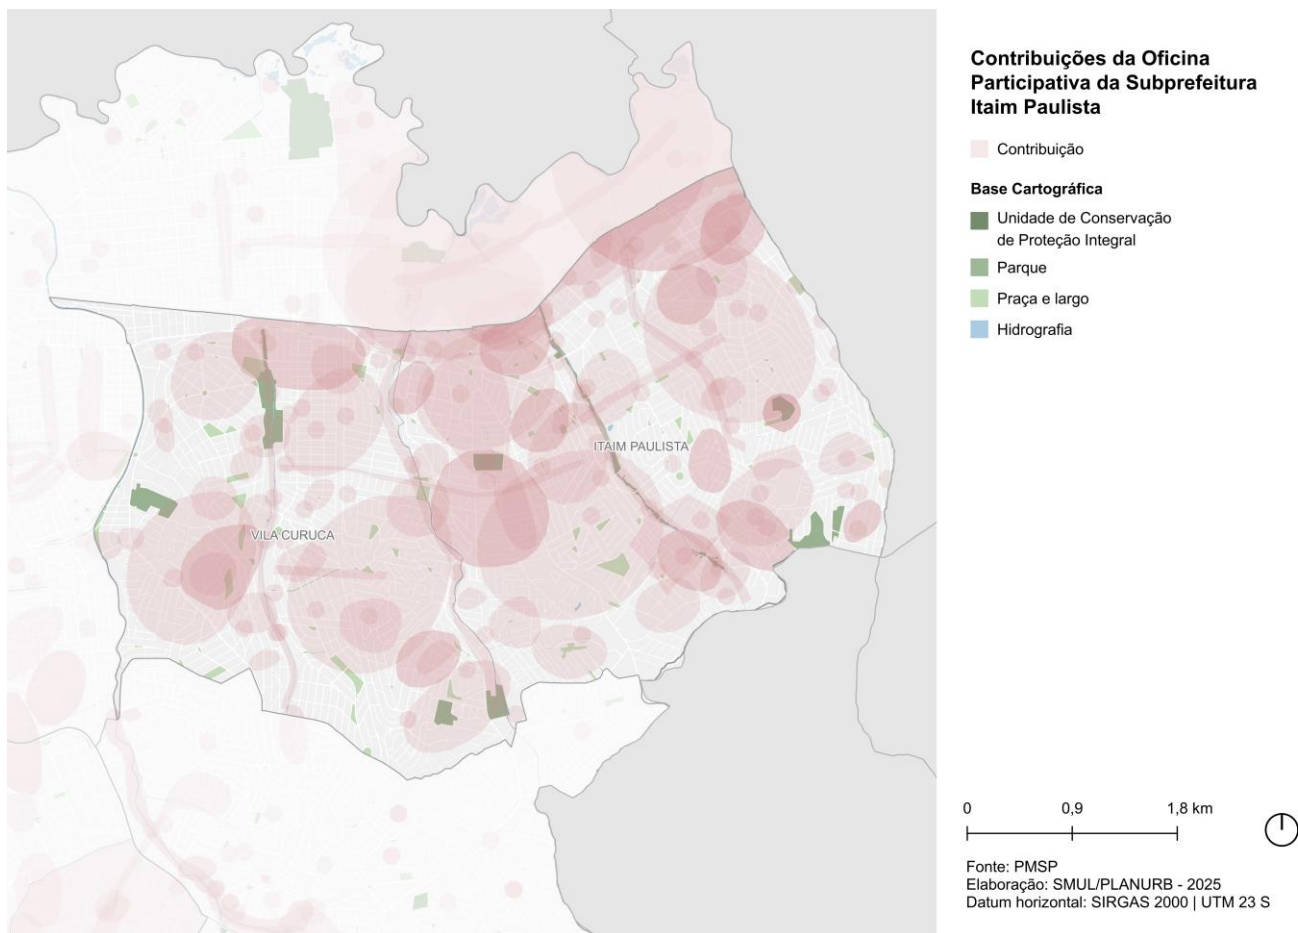 Contribuições da Oficina
Participativa da Subprefeitura
Itaim Paulista
Contribuição
Base Cartográfica
Unidade de Conservação
de Proteção Integral
Parque
Praça e largo
Hidrografia
ITAIM PAULISTA
VILA CURUCA
0 0,9 1,8 km
Fonte: PMSP
Elaboração: SMUL/PLANURB - 2025
Datum horizontal: SIRGAS 2000 | UTM 23 S